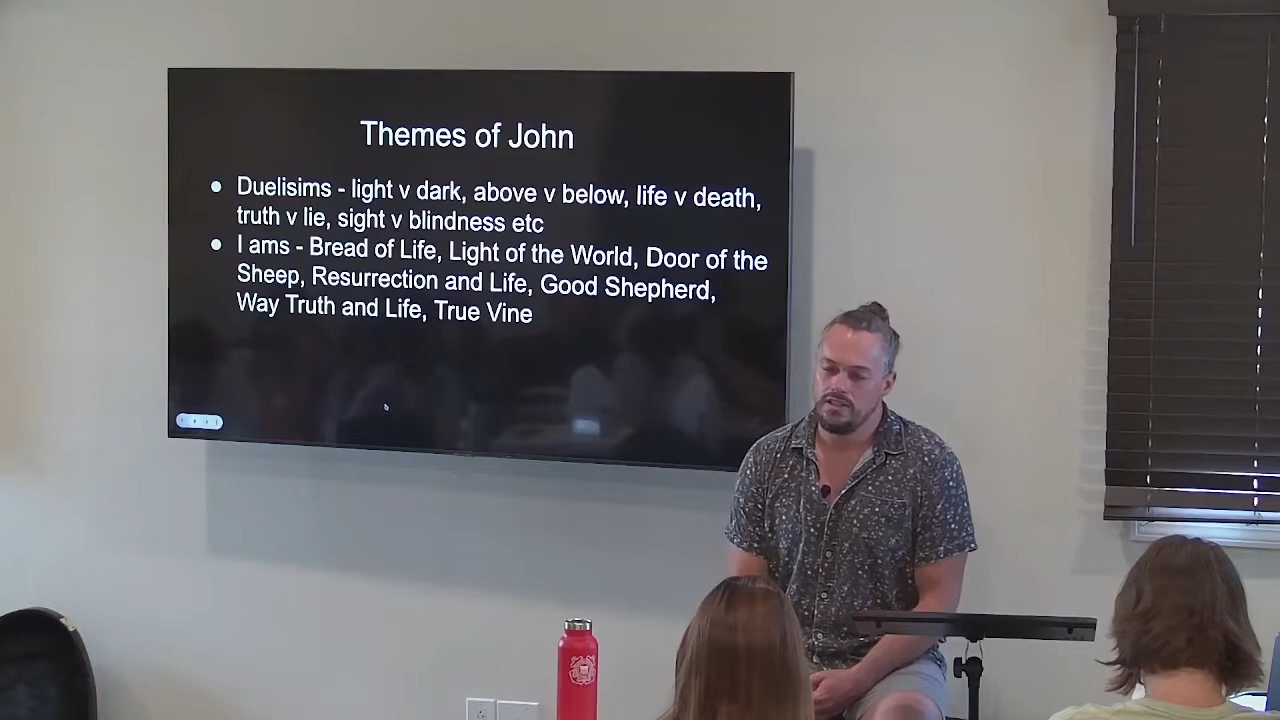 Themes of John
● Duelisims - light v dark, above v below, life v death,
truth v lie, sight v blindness etc
● I ams - Bread of Life, Light of the World, Door of the
Sheep, Resurrection and Life, Good Shepherd,
Way Truth and Life, True Vine